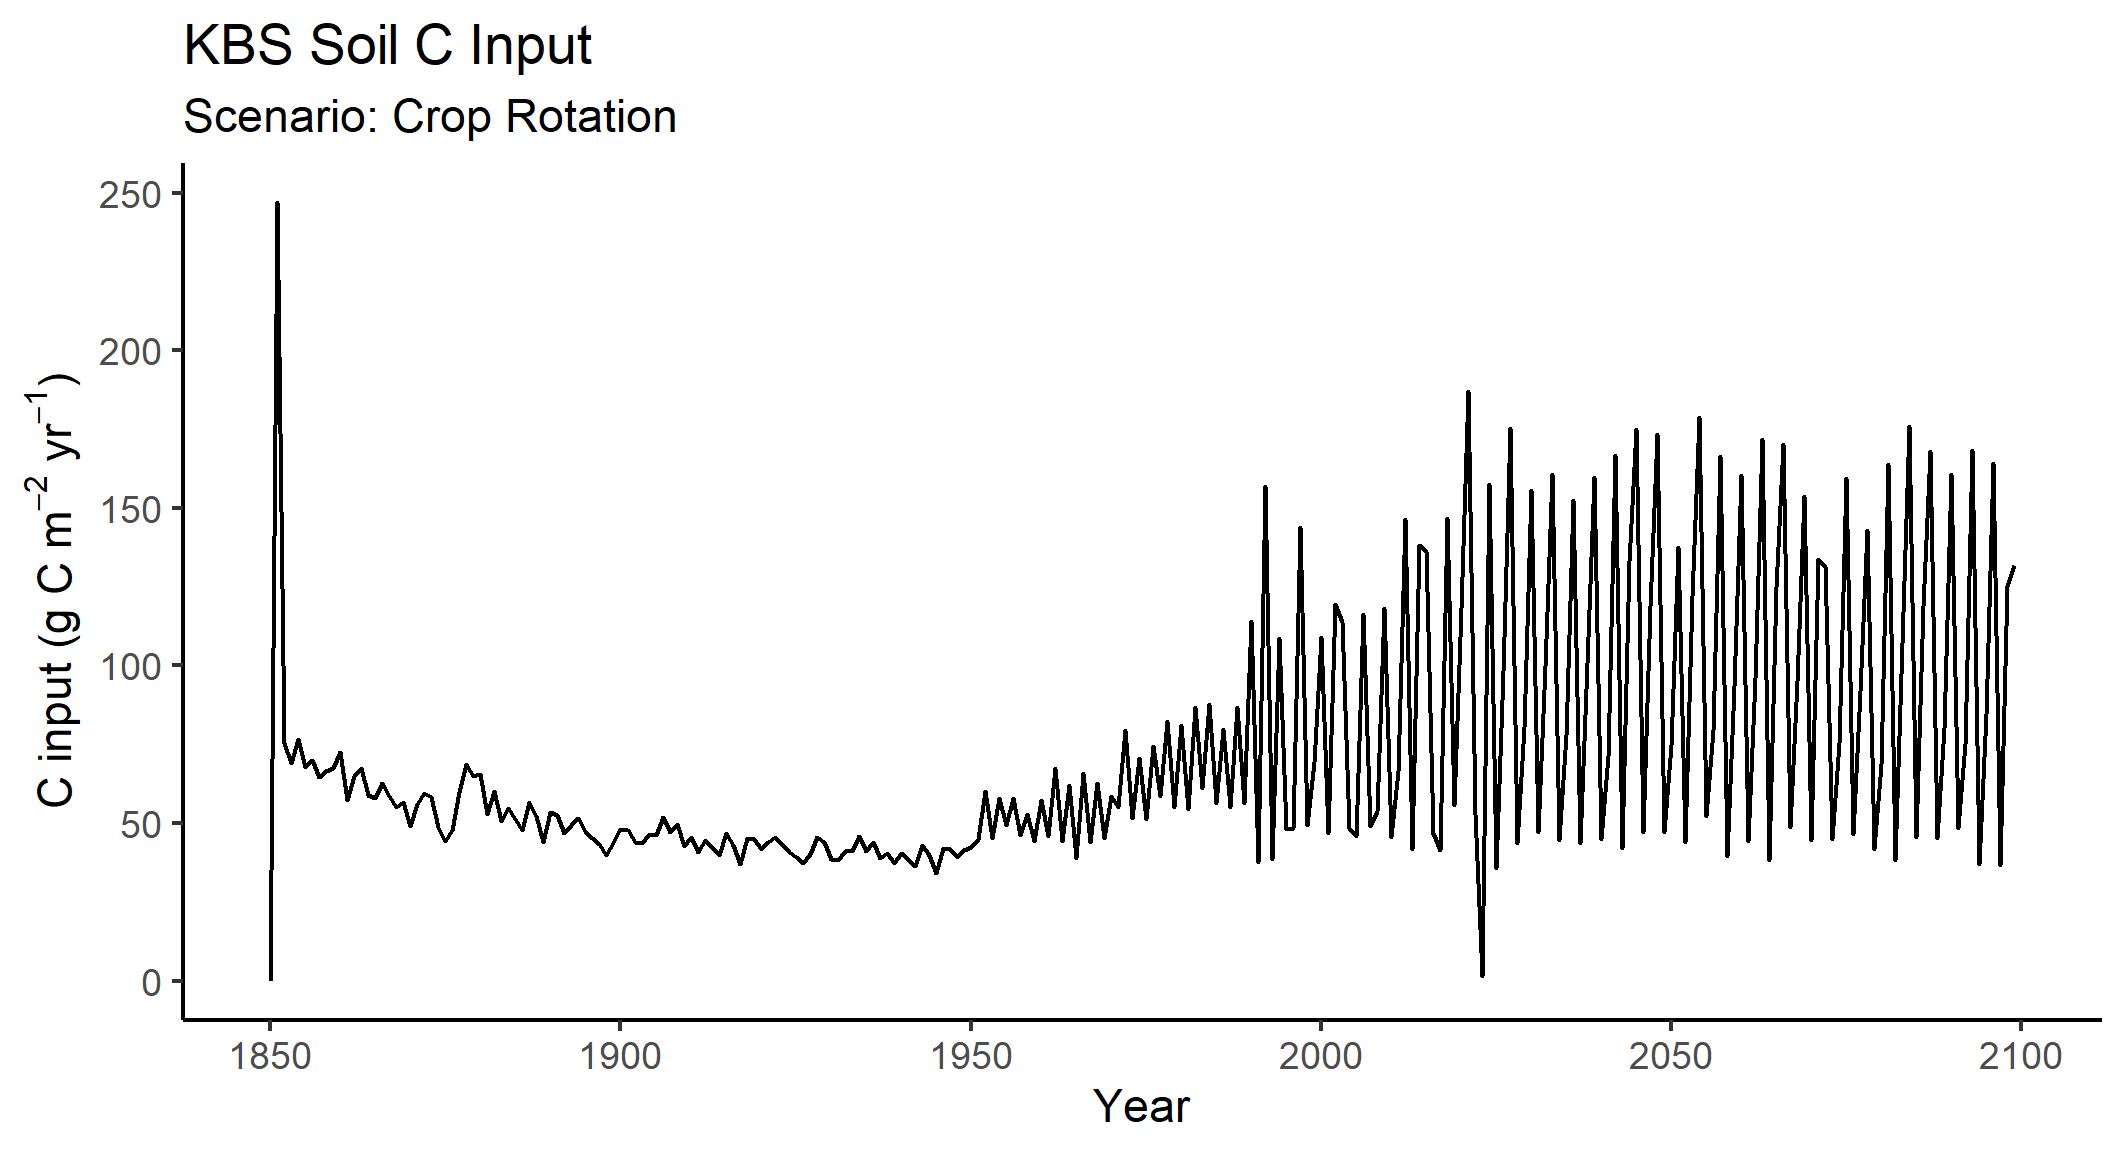 KBS Soil C Input
Scenario: Crop Rotation
C input (g C m⁻² yr⁻¹)
250
200
150
100
50
0
1850 1900 1950 2000 2050 2100
Year